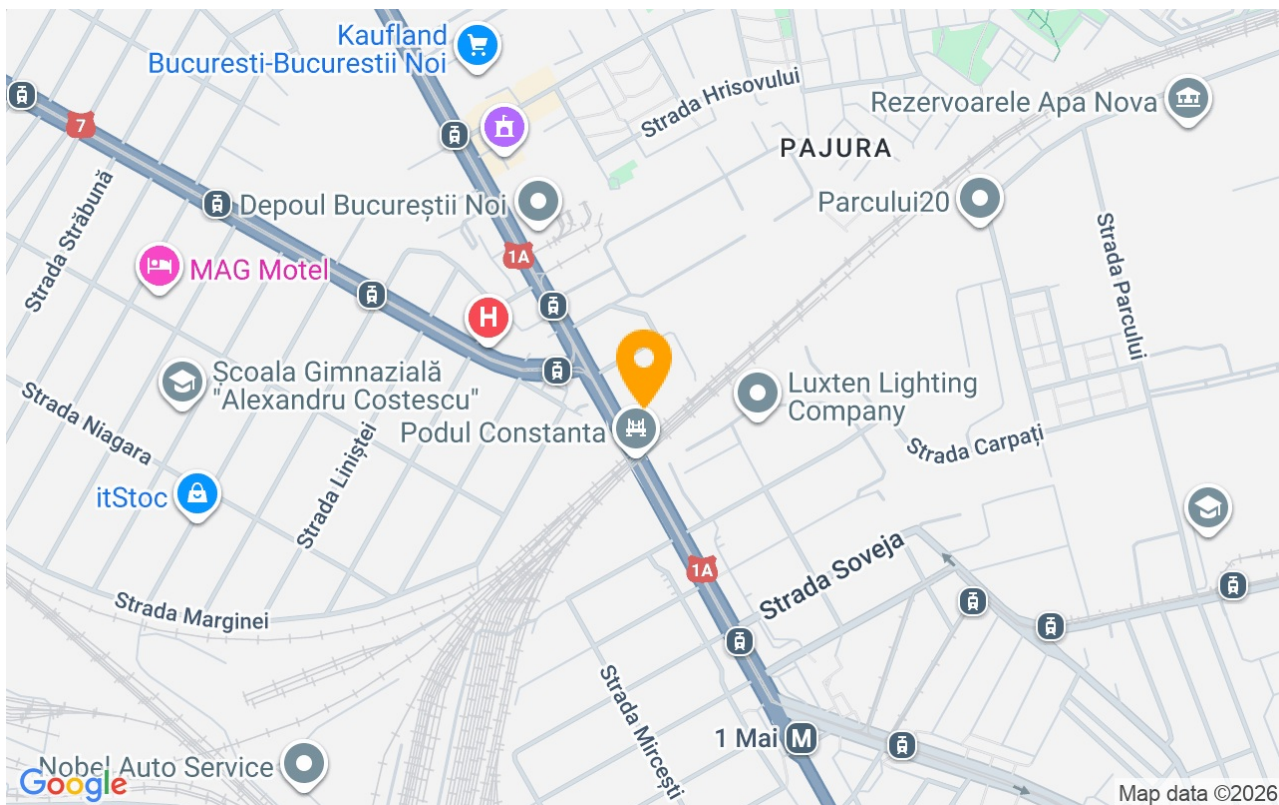 Kaufland
Bucuresti-Bucurestii Noi
7
Strada Hrisovului
Rezervoarele Apa Nova
PAJURA
Strada Străbună
Depoul Bucureștii Noi
Parcului20
1A
MAG Motel
Strada Parcului
H
Școala Gimnazială
"Alexandru Costescu"
Luxten Lighting
Company
Strada Niagara
Podul Constanta
Strada Liniștei
Strada Carpați
itStoc
1A
Strada Soveja
Strada Marginei
Strada Mircești
1 Mai
M
Nobel Auto Service
Google
Map data ©2026